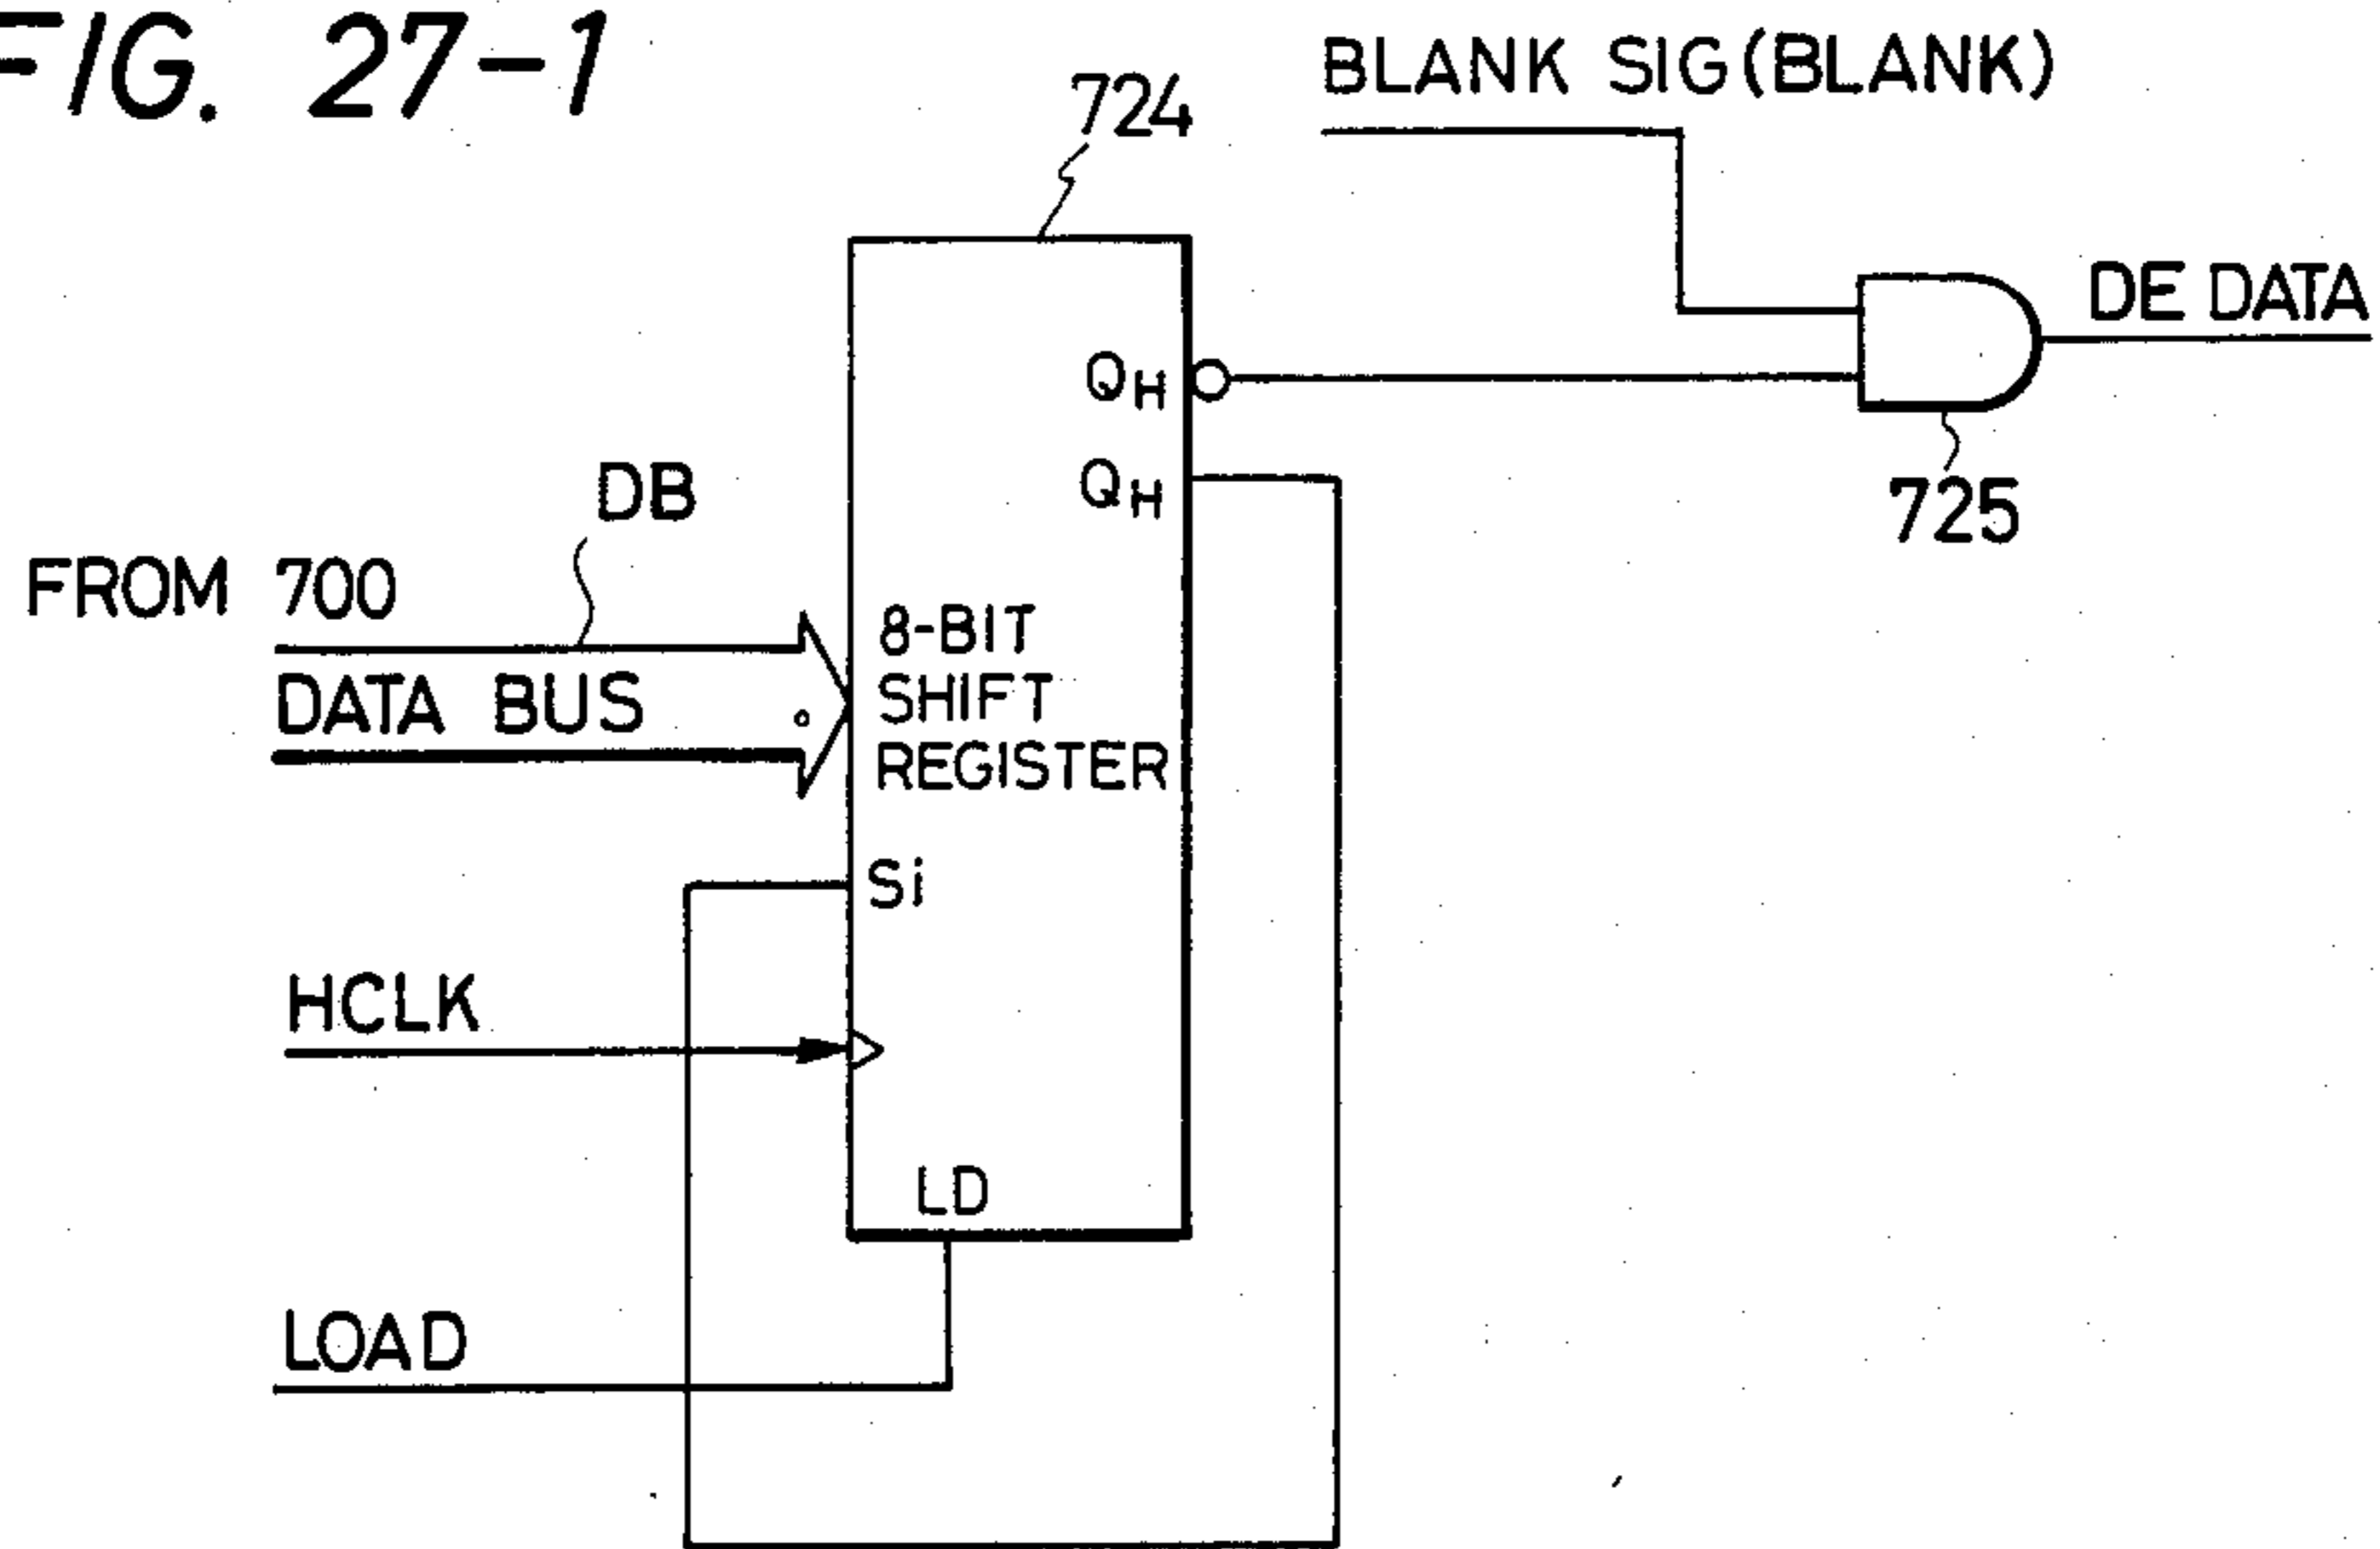 FIG. 27-1
724
BLANK SIG(BLANK)
DE DATA
QH
QH
725
DB
FROM 700
DATA BUS
8-BIT
SHIFT
REGISTER
Si
HCLK
LD
LOAD